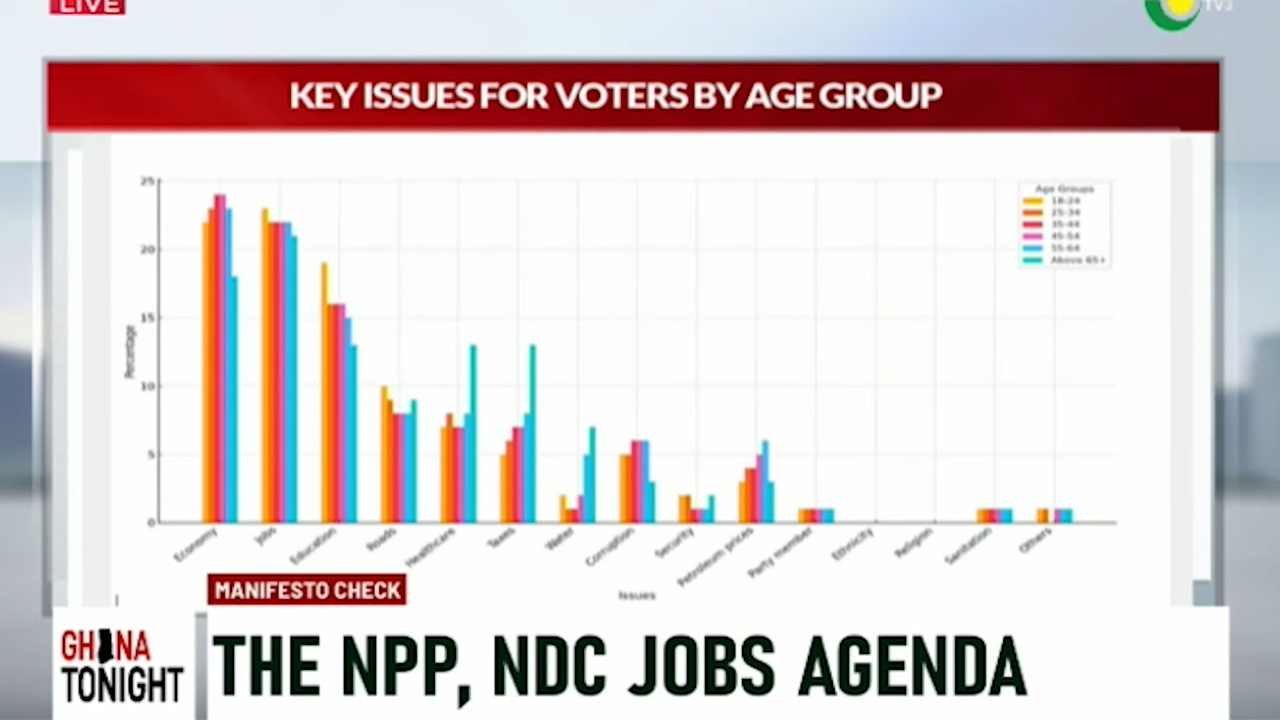 LIVE
TV3
KEY ISSUES FOR VOTERS BY AGE GROUP
25
20
15
10
5
0
Percentage
Age Groups
18-24
25-34
35-44
45-54
55-64
Above 65+
Economy
Jobs
Education
Roads
Healthcare
Taxes
Water
Corruption
Security
Petroleum prices
Party member
Ethnicity
Religion
Sanitation
Others
Issues
MANIFESTO CHECK
GHANA
TONIGHT
THE NPP, NDC JOBS AGENDA